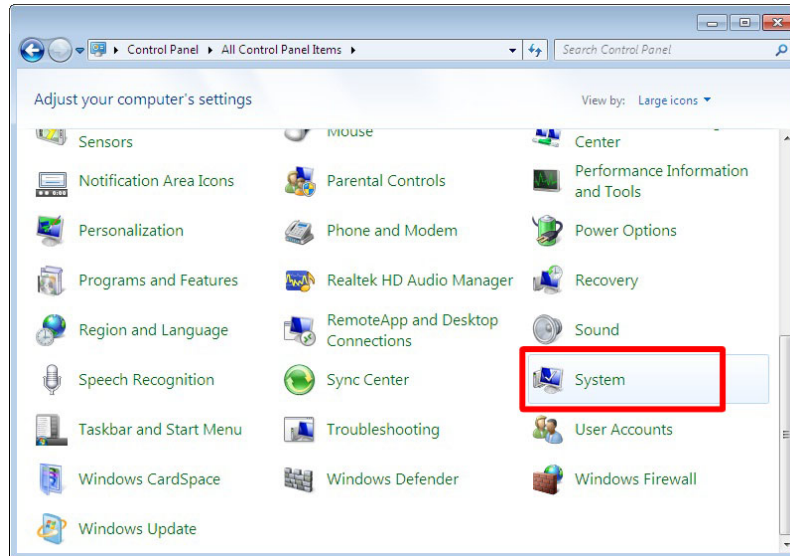 Control Panel ▸ All Control Panel Items ▸
Search Control Panel
Adjust your computer's settings
View by: Large icons
Sensors
Mouse
Center
Notification Area Icons
Parental Controls
Performance Information
and Tools
Personalization
Phone and Modem
Power Options
Programs and Features
Realtek HD Audio Manager
Recovery
Region and Language
RemoteApp and Desktop
Connections
Sound
Speech Recognition
Sync Center
System
Taskbar and Start Menu
Troubleshooting
User Accounts
Windows CardSpace
Windows Defender
Windows Firewall
Windows Update